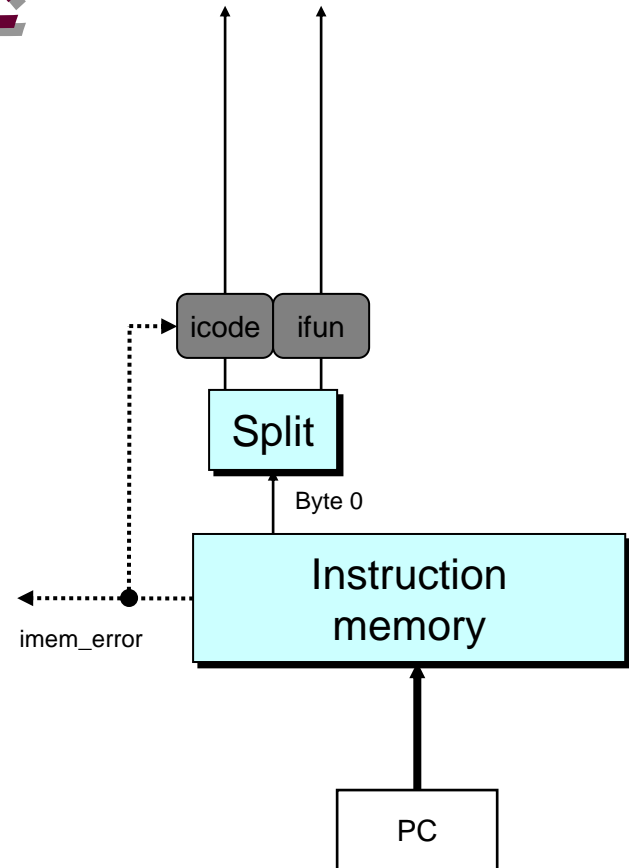 icode ifun
Split
Byte 0
Instruction
memory
imem_error
PC